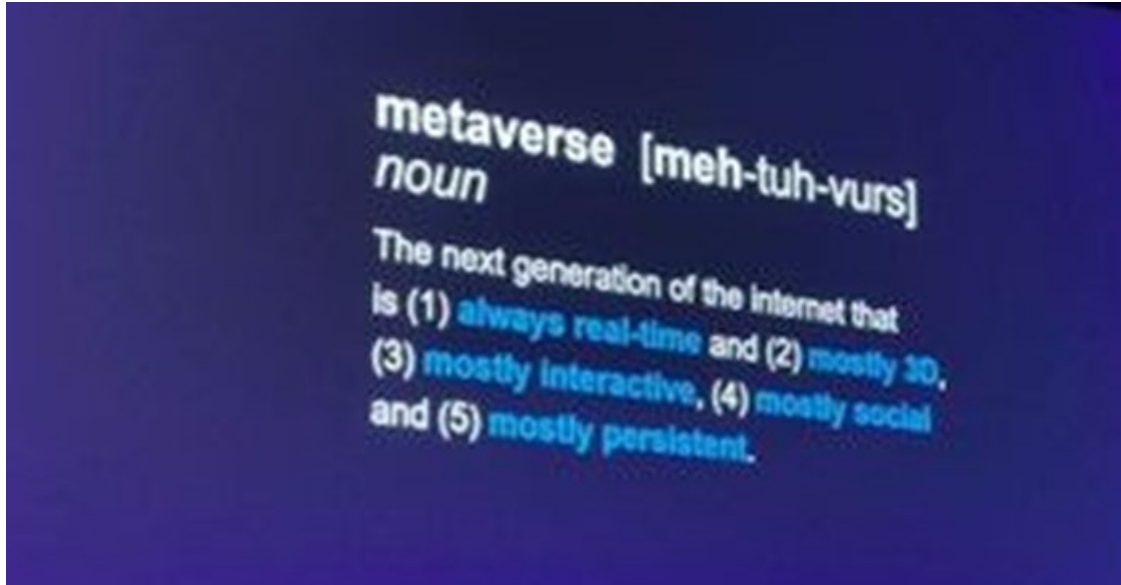 metaverse [meh-tuh-vurs]
noun
The next generation of the internet that
is (1) always real-time and (2) mostly 3D,
(3) mostly interactive, (4) mostly social
and (5) mostly persistent.